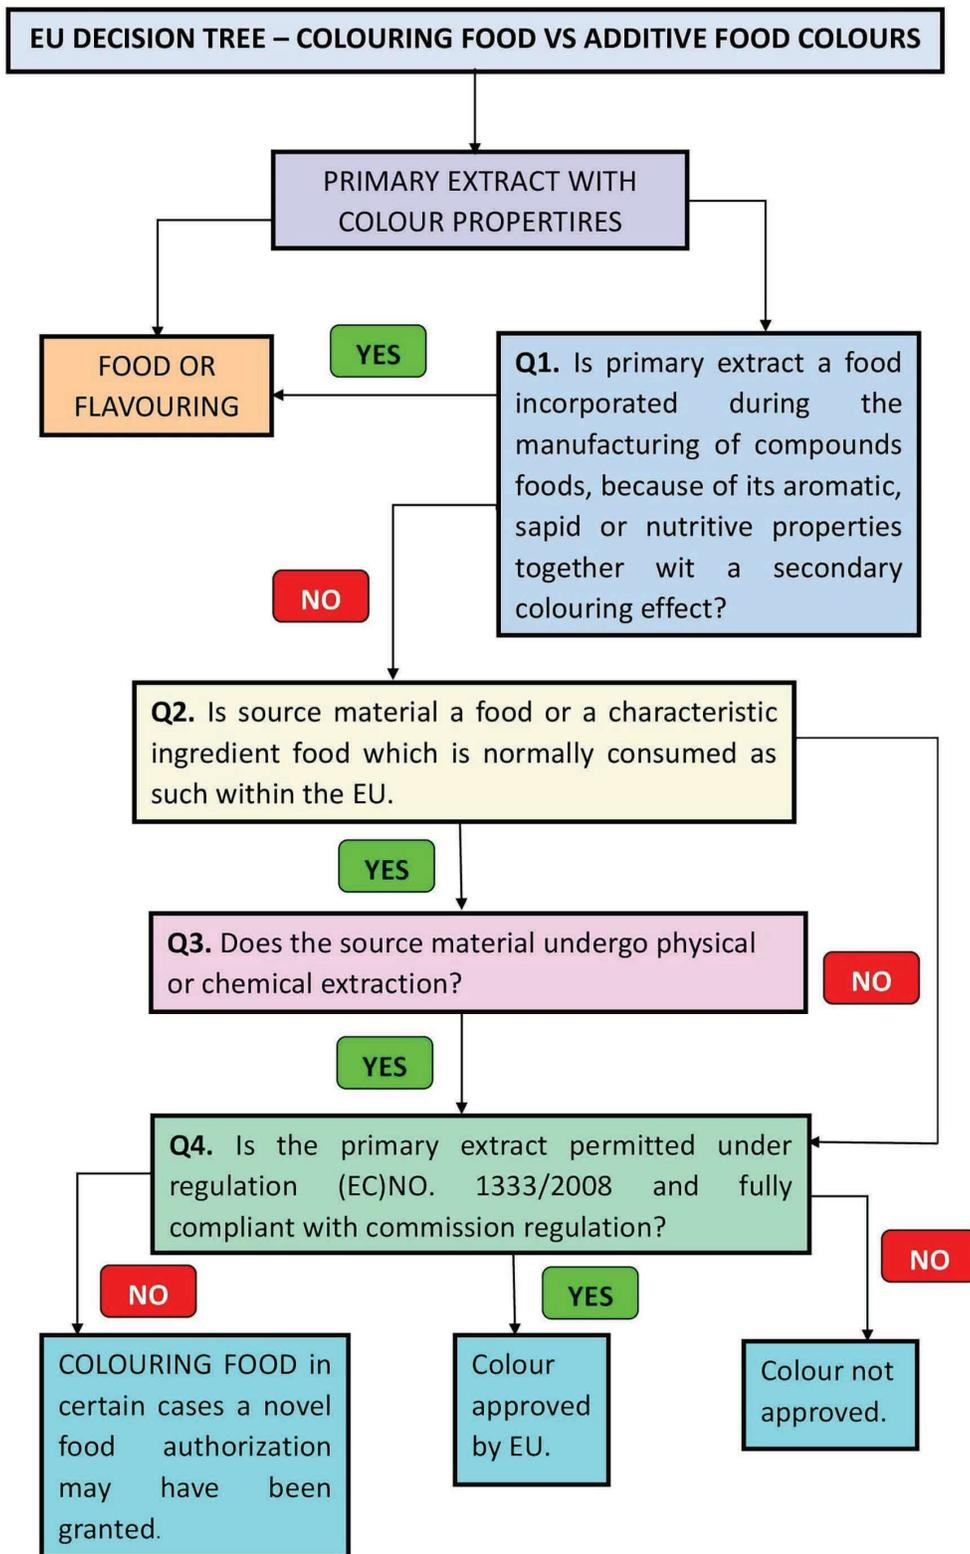 EU DECISION TREE – COLOURING FOOD VS ADDITIVE FOOD COLOURS
PRIMARY EXTRACT WITH
COLOUR PROPERTIRES
FOOD OR
FLAVOURING
YES
Q1. Is primary extract a food
incorporated during the
manufacturing of compounds
foods, because of its aromatic,
sapid or nutritive properties
together wit a secondary
colouring effect?
NO
Q2. Is source material a food or a characteristic
ingredient food which is normally consumed as
such within the EU.
YES
Q3. Does the source material undergo physical
or chemical extraction?
NO
YES
Q4. Is the primary extract permitted under
regulation (EC)NO. 1333/2008 and fully
compliant with commission regulation?
NO
YES
NO
COLOURING FOOD in
certain cases a novel
food authorization
may have been
granted.
Colour
approved
by EU.
Colour not
approved.